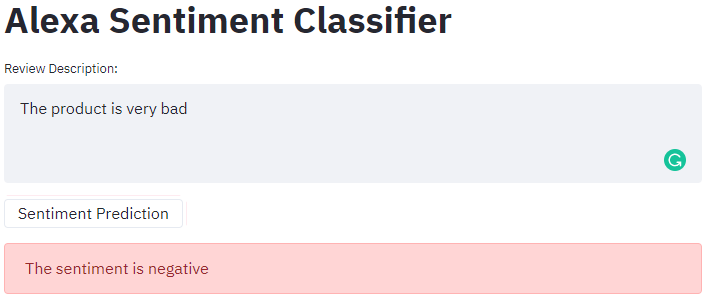 Alexa Sentiment Classifier
Review Description:
The product is very bad
Sentiment Prediction
The sentiment is negative